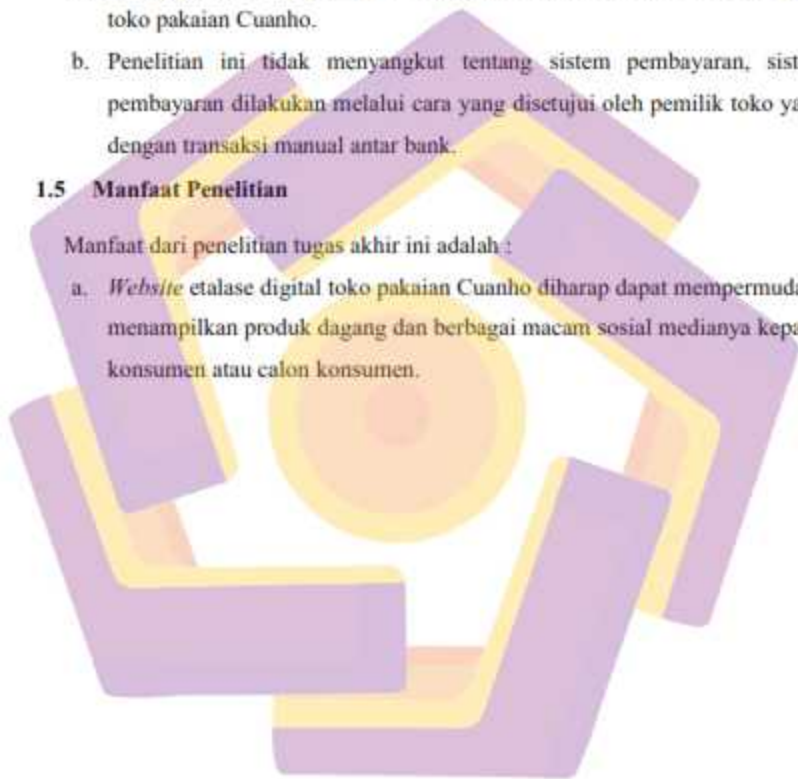 toko pakaian Cuanho.
b. Penelitian ini tidak menyangkut tentang sistem pembayaran, sist
pembayaran dilakukan melalui cara yang disetujui oleh pemilik toko ya
dengan transaksi manual antar bank.
1.5 Manfaat Penelitian
Manfaat dari penelitian tugas akhir ini adalah :
a. Website etalase digital toko pakaian Cuanho diharap dapat mempermuda
menampilkan produk dagang dan berbagai macam sosial medianya kepa
konsumen atau calon konsumen.